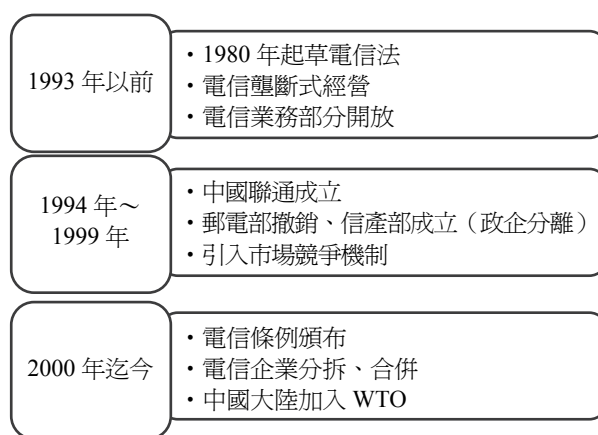 1993 年以前
・1980 年起草電信法
・電信壟斷式經營
・電信業務部分開放
1994 年～
1999 年
・中國聯通成立
・郵電部撤銷、信產部成立（政企分離）
・引入市場競爭機制
2000 年迄今
・電信條例頒布
・電信企業分拆、合併
・中國大陸加入 WTO